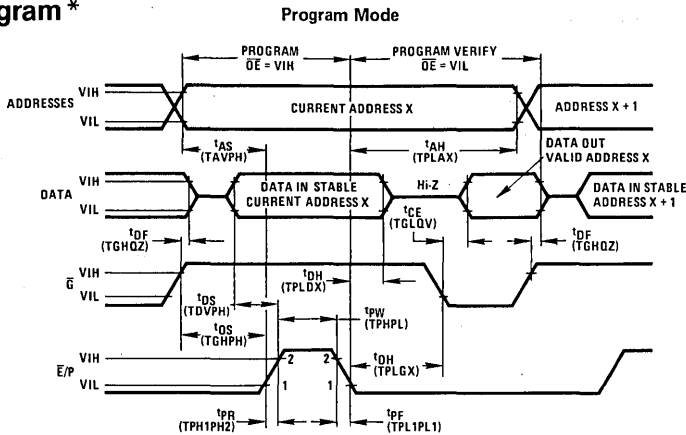 gram *
Program Mode
PROGRAM
OE = VIH
PROGRAM VERIFY
OE = VIL
ADDRESSES
VIH
VIL
CURRENT ADDRESS X
ADDRESS X + 1
tAS
(TAVPH)
tAH
(TPLAX)
DATA OUT
VALID ADDRESS X
DATA
VIH
VIL
DATA IN STABLE
CURRENT ADDRESS X
Hi-Z
DATA IN STABLE
ADDRESS X + 1
tCE
(TGLQV)
tDF
(TGHQZ)
tDF
(TGHQZ)
G
VIH
VIL
tDH
(TPLDX)
tDS
(TDVPH)
tPW
(TPHPL)
tOS
(TGHPH)
tOH
(TPLGX)
E/P
VIH
VIL
2
2
1
1
tPR
(TPH1PH2)
tPF
(TPL1PL1)